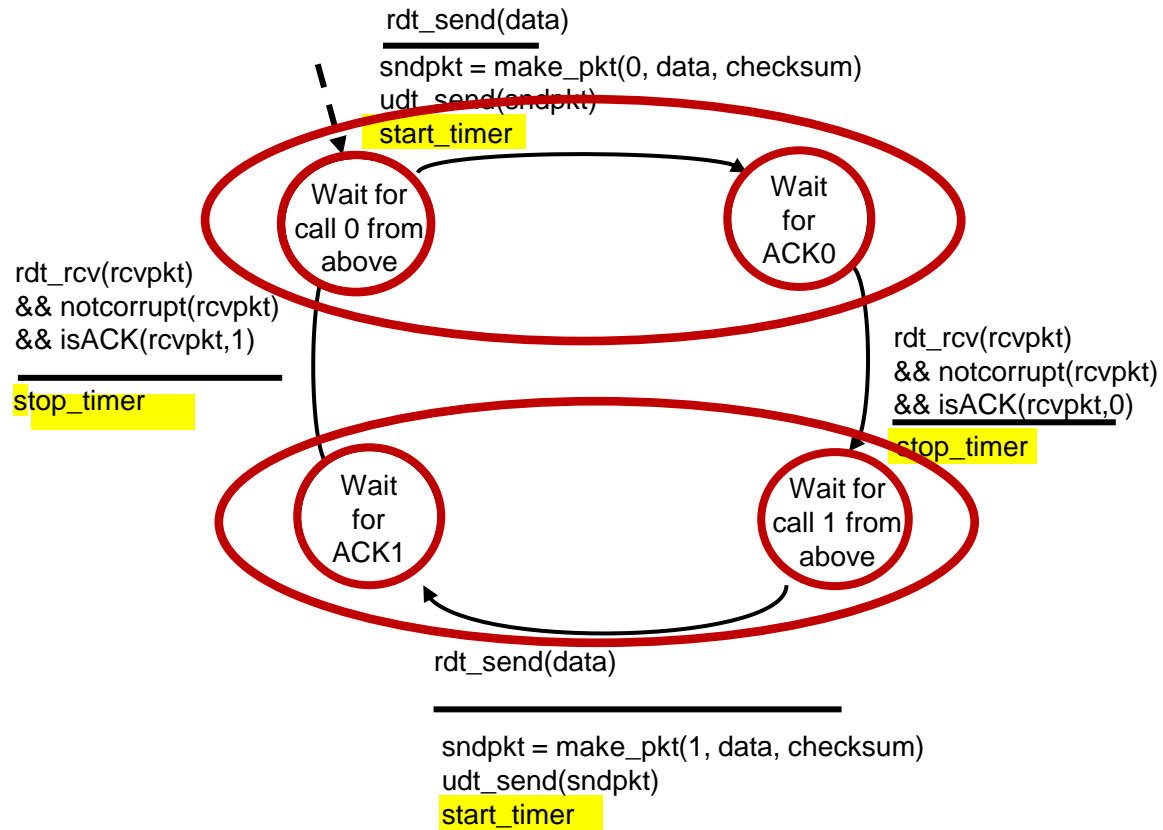 rdt_send(data)
sndpkt = make_pkt(0, data, checksum)
udt_send(sndpkt)
start_timer
Wait for
call 0 from
above
Wait
for
ACK0
rdt_rcv(rcvpkt)
&& notcorrupt(rcvpkt)
&& isACK(rcvpkt,1)
stop_timer
rdt_rcv(rcvpkt)
&& notcorrupt(rcvpkt)
&& isACK(rcvpkt,0)
stop_timer
Wait
for
ACK1
Wait for
call 1 from
above
rdt_send(data)
sndpkt = make_pkt(1, data, checksum)
udt_send(sndpkt)
start_timer